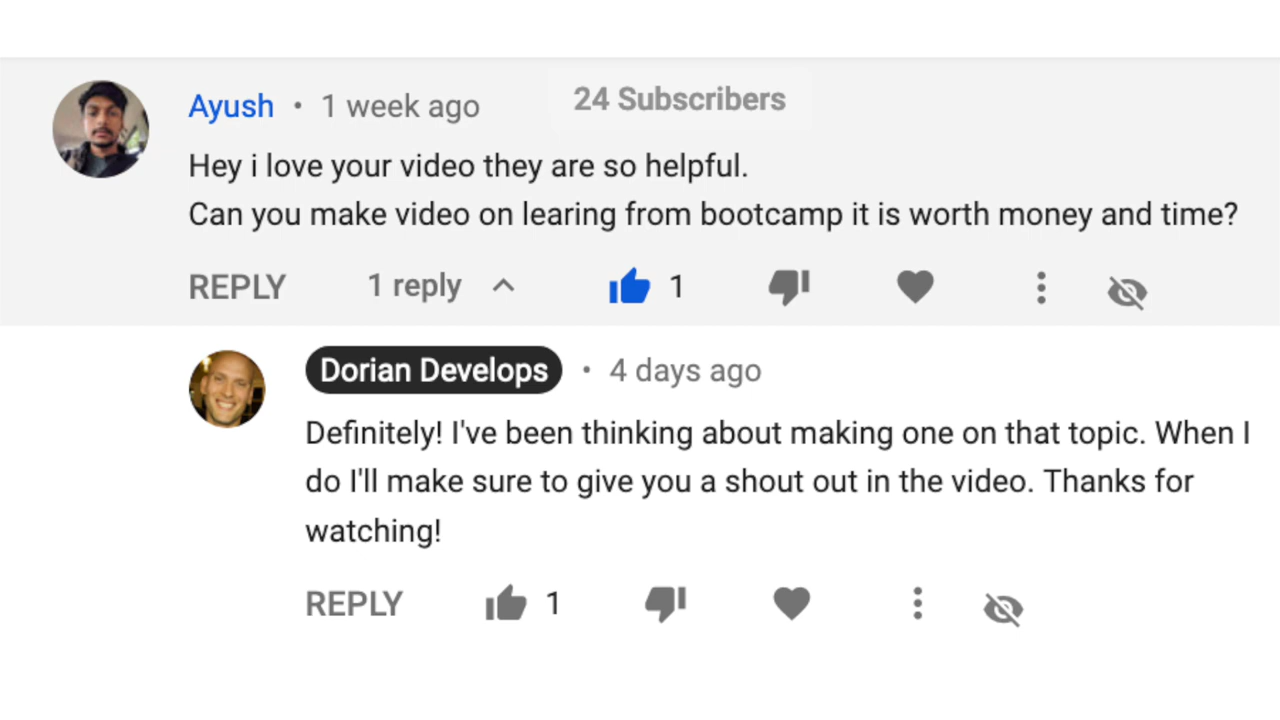 Ayush • 1 week ago 24 Subscribers
Hey i love your video they are so helpful.
Can you make video on learing from bootcamp it is worth money and time?
REPLY 1 reply 1
Dorian Develops • 4 days ago
Definitely! I've been thinking about making one on that topic. When I
do I'll make sure to give you a shout out in the video. Thanks for
watching!
REPLY 1